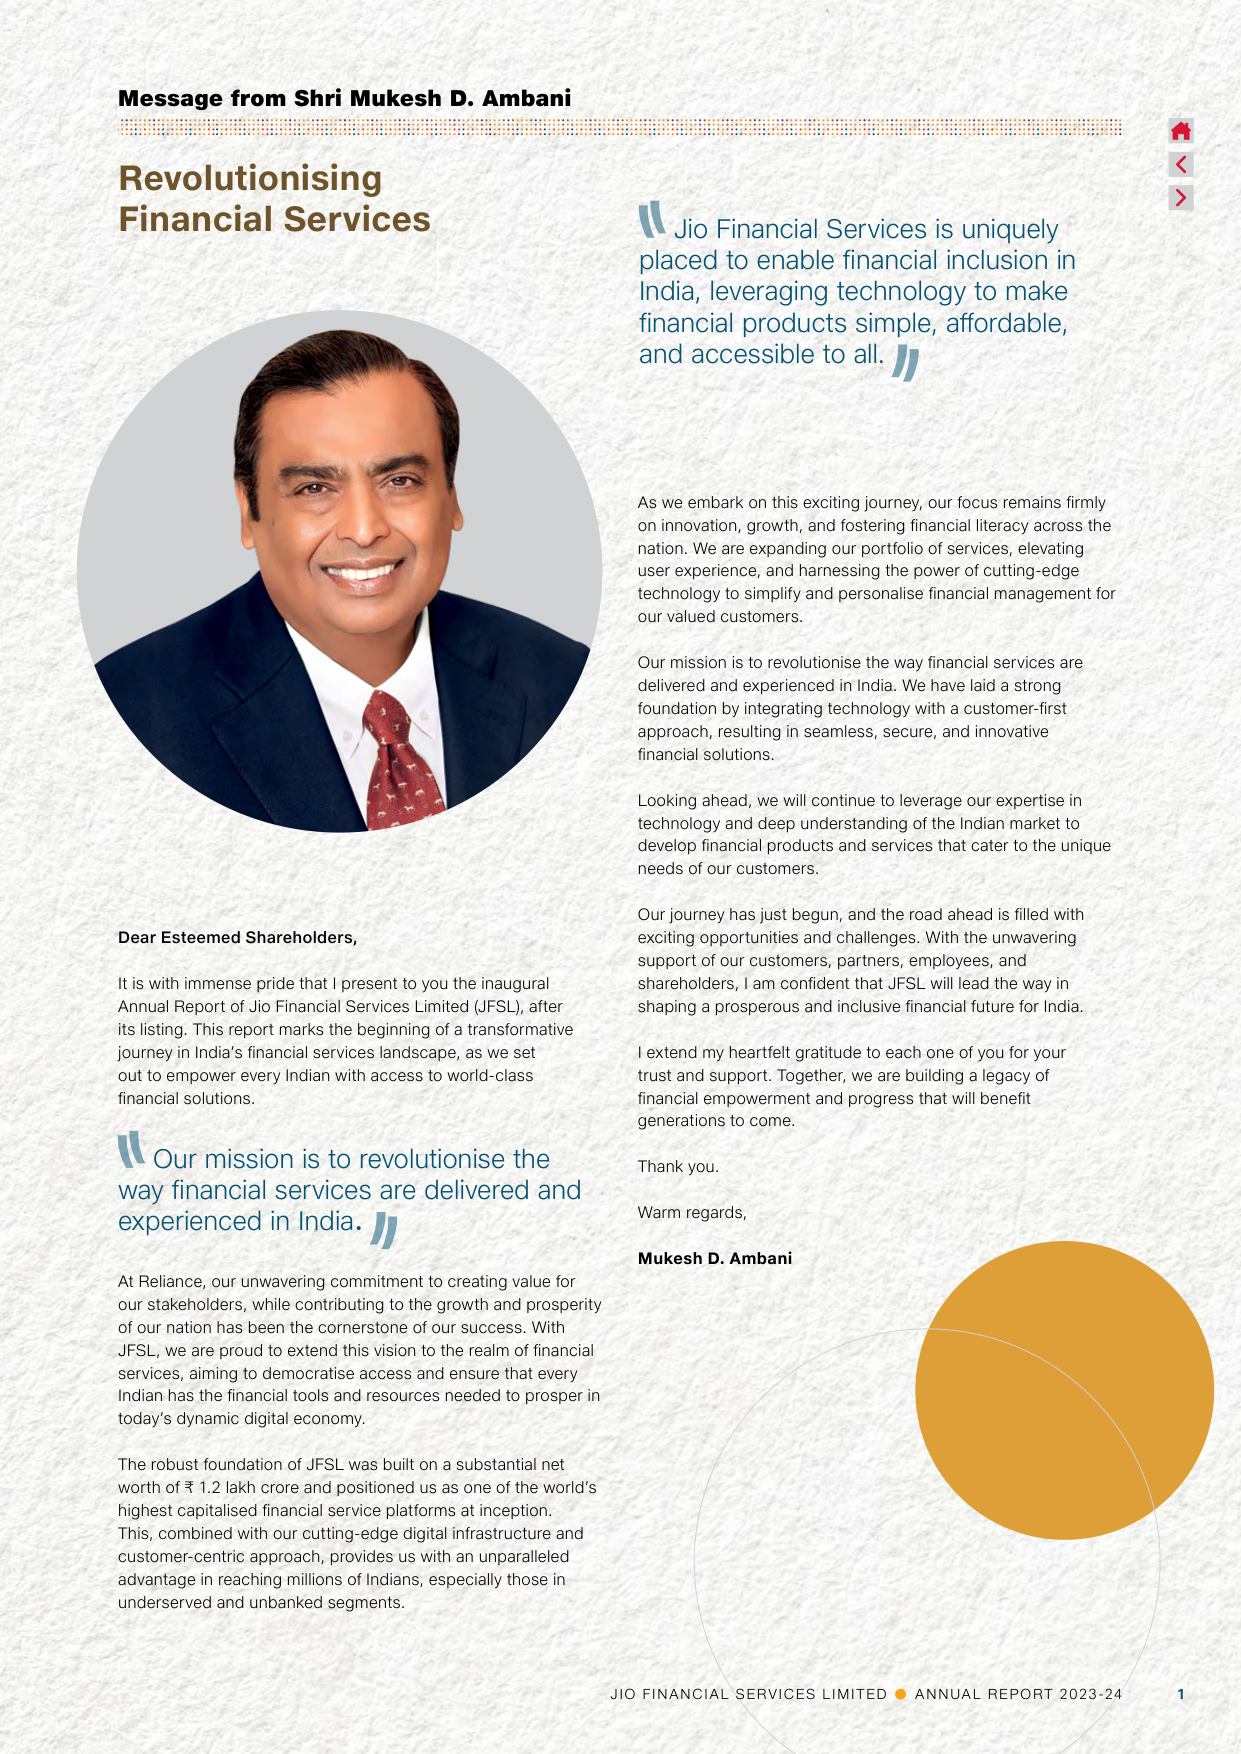 Message from Shri Mukesh D. Ambani
Revolutionising
Financial Services
Dear Esteemed Shareholders,
It is with immense pride that I present to you the inaugural
Annual Report of Jio Financial Services Limited (JFSL), after
its listing. This report marks the beginning of a transformative
journey in India’s financial services landscape, as we set
out to empower every Indian with access to world-class
financial solutions.
“Our mission is to revolutionise the
way financial services are delivered and
experienced in India.”
At Reliance, our unwavering commitment to creating value for
our stakeholders, while contributing to the growth and prosperity
of our nation has been the cornerstone of our success. With
JFSL, we are proud to extend this vision to the realm of financial
services, aiming to democratise access and ensure that every
Indian has the financial tools and resources needed to prosper in
today’s dynamic digital economy.
The robust foundation of JFSL was built on a substantial net
worth of ₹ 1.2 lakh crore and positioned us as one of the world’s
highest capitalised financial service platforms at inception.
This, combined with our cutting-edge digital infrastructure and
customer-centric approach, provides us with an unparalleled
advantage in reaching millions of Indians, especially those in
underserved and unbanked segments.
“Jio Financial Services is uniquely
placed to enable financial inclusion in
India, leveraging technology to make
financial products simple, affordable,
and accessible to all.”
As we embark on this exciting journey, our focus remains firmly
on innovation, growth, and fostering financial literacy across the
nation. We are expanding our portfolio of services, elevating
user experience, and harnessing the power of cutting-edge
technology to simplify and personalise financial management for
our valued customers.
Our mission is to revolutionise the way financial services are
delivered and experienced in India. We have laid a strong
foundation by integrating technology with a customer-first
approach, resulting in seamless, secure, and innovative
financial solutions.
Looking ahead, we will continue to leverage our expertise in
technology and deep understanding of the Indian market to
develop financial products and services that cater to the unique
needs of our customers.
Our journey has just begun, and the road ahead is filled with
exciting opportunities and challenges. With the unwavering
support of our customers, partners, employees, and
shareholders, I am confident that JFSL will lead the way in
shaping a prosperous and inclusive financial future for India.
I extend my heartfelt gratitude to each one of you for your
trust and support. Together, we are building a legacy of
financial empowerment and progress that will benefit
generations to come.
Thank you.
Warm regards,
Mukesh D. Ambani
JIO FINANCIAL SERVICES LIMITED ● ANNUAL REPORT 2023-24 1